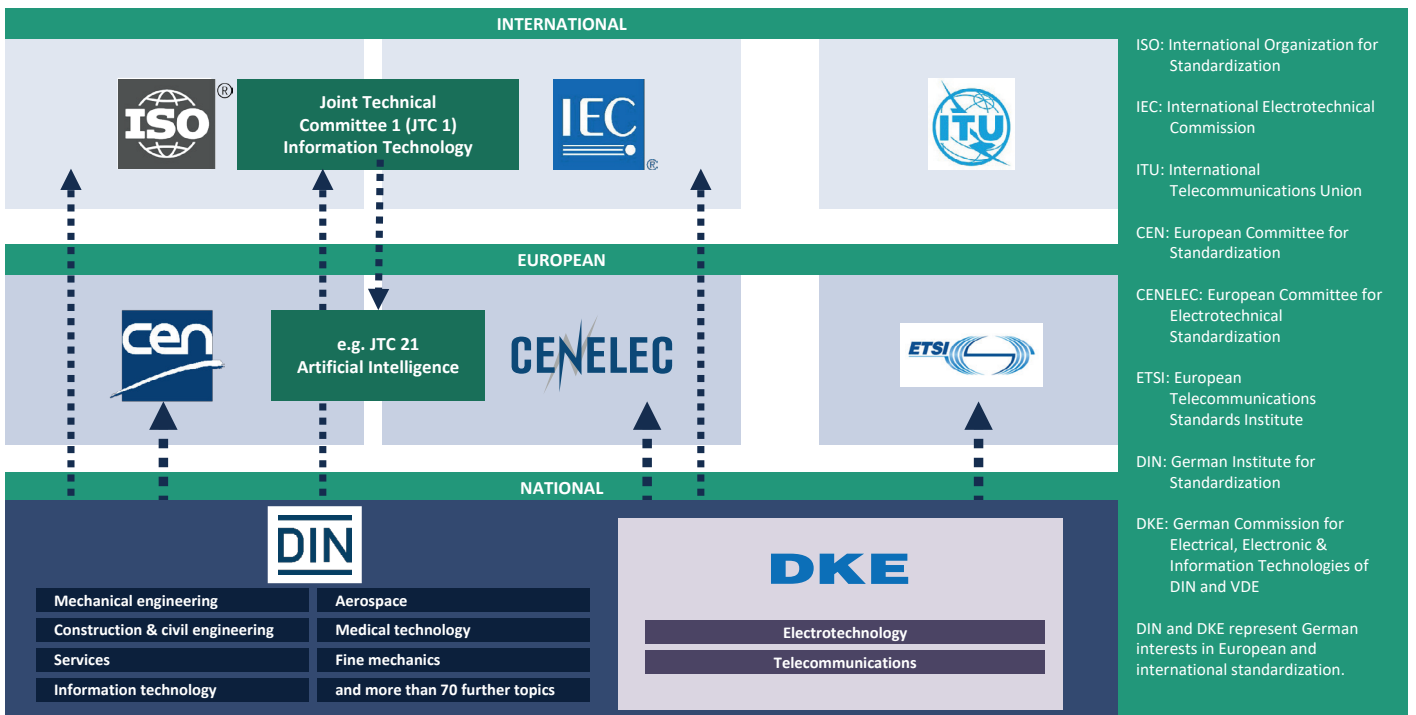 INTERNATIONAL
ISO
®
Joint Technical
Committee 1 (JTC 1)
Information Technology
IEC
®
ITU
EUROPEAN
cen
e.g. JTC 21
Artificial Intelligence
CENELEC
ETSI
NATIONAL
DIN
Mechanical engineering
Aerospace
Construction & civil engineering
Medical technology
Services
Fine mechanics
Information technology
and more than 70 further topics
DKE
Electrotechnology
Telecommunications
ISO: International Organization for
Standardization
IEC: International Electrotechnical
Commission
ITU: International
Telecommunications Union
CEN: European Committee for
Standardization
CENELEC: European Committee for
Electrotechnical
Standardization
ETSI: European
Telecommunications
Standards Institute
DIN: German Institute for
Standardization
DKE: German Commission for
Electrical, Electronic &
Information Technologies of
DIN and VDE
DIN and DKE represent German
interests in European and
international standardization.